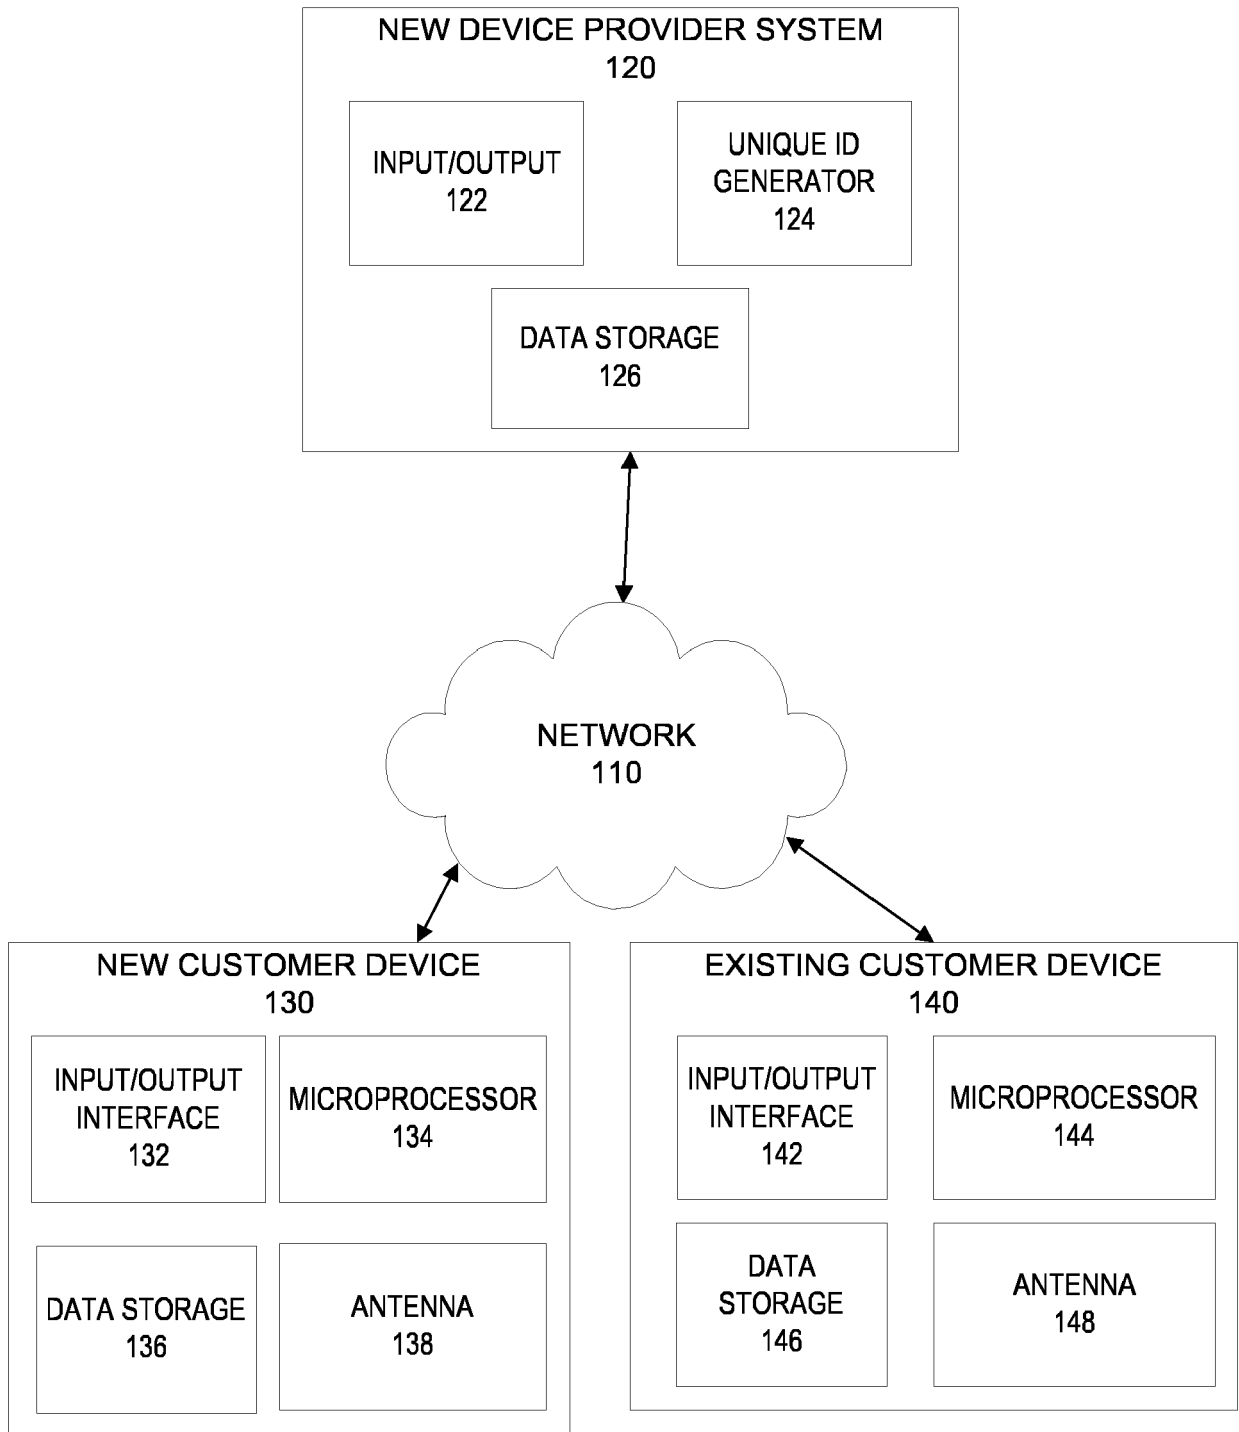 NEW DEVICE PROVIDER SYSTEM
120
INPUT/OUTPUT
122
UNIQUE ID
GENERATOR
124
DATA STORAGE
126
NETWORK
110
NEW CUSTOMER DEVICE
130
INPUT/OUTPUT
INTERFACE
132
MICROPROCESSOR
134
DATA STORAGE
136
ANTENNA
138
EXISTING CUSTOMER DEVICE
140
INPUT/OUTPUT
INTERFACE
142
MICROPROCESSOR
144
DATA
STORAGE
146
ANTENNA
148